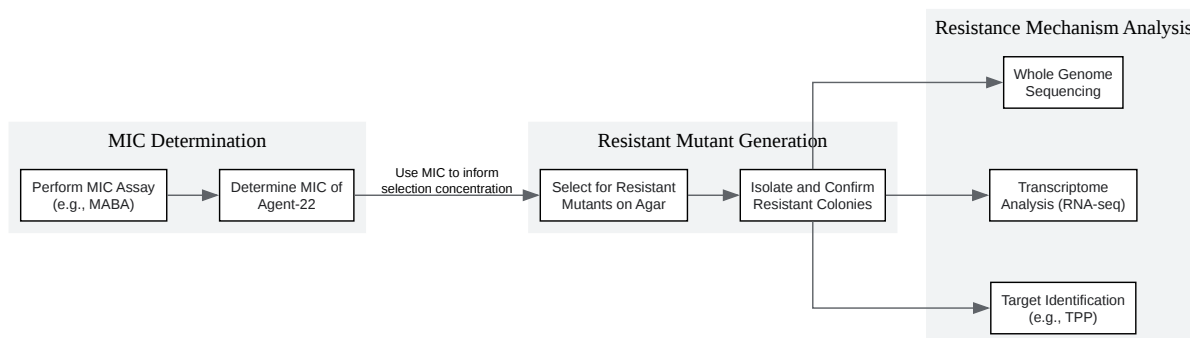 MIC Determination
Perform MIC Assay
(e.g., MABA)
Determine MIC of
Agent-22
Use MIC to inform
selection concentration
Resistant Mutant Generation
Select for Resistant
Mutants on Agar
Isolate and Confirm
Resistant Colonies
Resistance Mechanism Analysis
Whole Genome
Sequencing
Transcriptome
Analysis (RNA-seq)
Target Identification
(e.g., TPP)